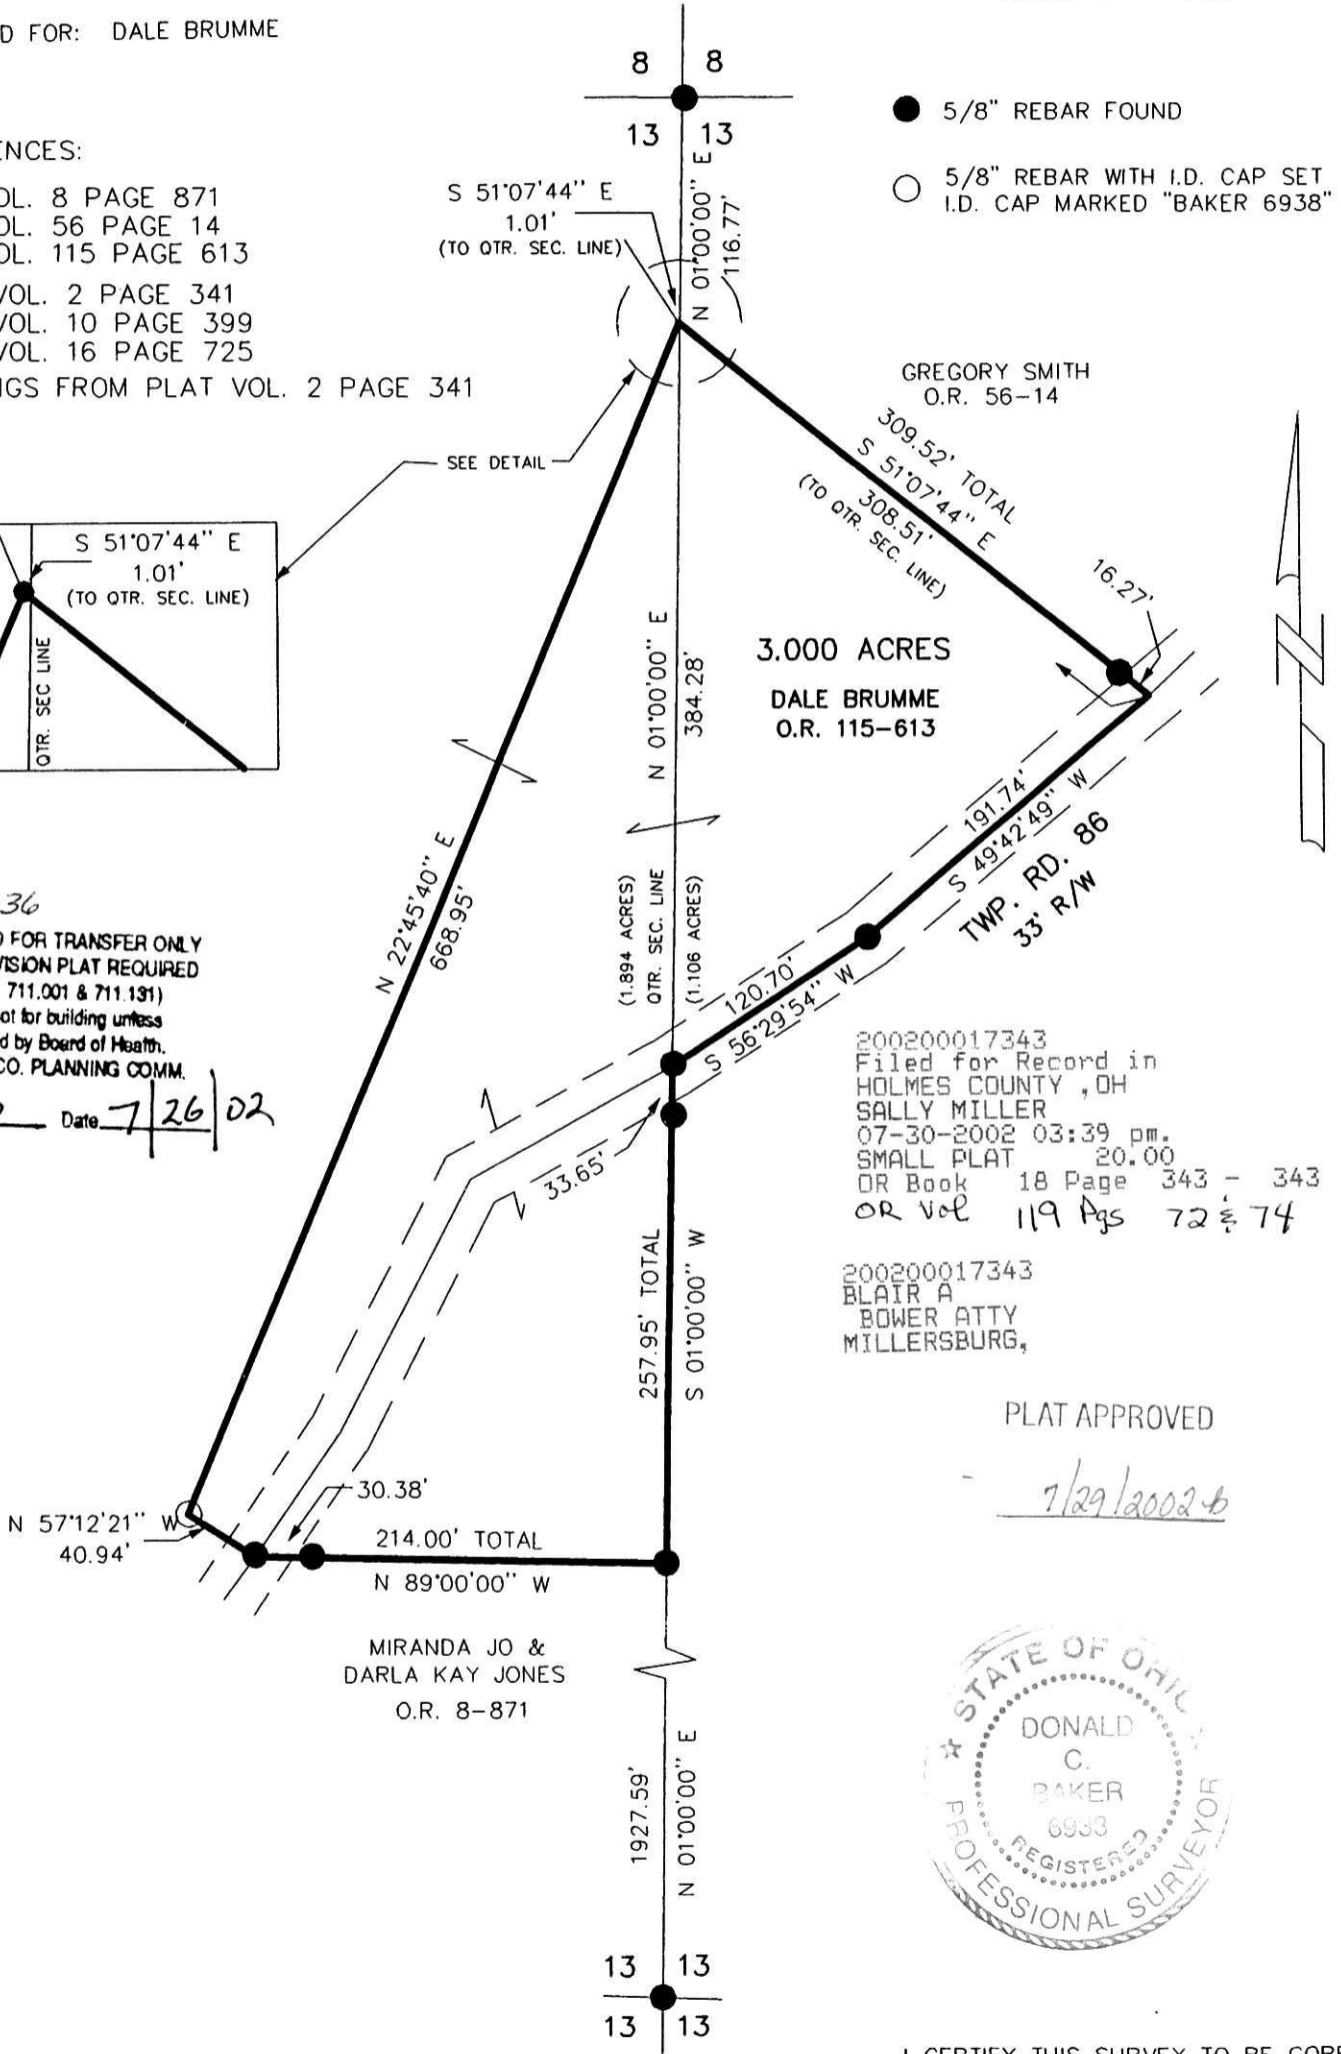 D FOR: DALE BRUMME
8 8
13 13
5/8" REBAR FOUND
5/8" REBAR WITH I.D. CAP SET
I.D. CAP MARKED "BAKER 6938"
ENCES:
OL. 8 PAGE 871
OL. 56 PAGE 14
OL. 115 PAGE 613
VOL. 2 PAGE 341
VOL. 10 PAGE 399
VOL. 16 PAGE 725
NGS FROM PLAT VOL. 2 PAGE 341
S 51°07'44" E
1.01'
(TO QTR. SEC. LINE)
N 01°00'00" E
116.77'
GREGORY SMITH
O.R. 56-14
309.52' TOTAL
S 51°07'44" E
308.51'
(TO QTR. SEC. LINE)
SEE DETAIL
S 51°07'44" E
1.01'
(TO QTR. SEC. LINE)
QTR. SEC LINE
16.27'
N
N 01°00'00" E
384.28'
3.000 ACRES
DALE BRUMME
O.R. 115-613
191.74'
S 49°42'49" W
TWP. RD. 86
33' R/W
N 22°45'40" E
668.95'
(1.894 ACRES)
QTR. SEC. LINE
(1.106 ACRES)
120.70'
S 56°29'54" W
36
FOR TRANSFER ONLY
VISION PLAT REQUIRED
711.001 & 711.131)
ot for building unless
d by Board of Health.
CO. PLANNING COMM.
Date 7/26/02
200200017343
Filed for Record in
HOLMES COUNTY ,OH
SALLY MILLER
07-30-2002 03:39 pm.
SMALL PLAT 20.00
OR Book 18 Page 343 - 343
OR Vol 119 Pgs 72 & 74
200200017343
BLAIR A
BOWER ATTY
MILLERSBURG,
33.65'
257.95' TOTAL
S 01°00'00" W
PLAT APPROVED
7/29/2002
30.38'
N 57°12'21" W
40.94'
214.00' TOTAL
N 89°00'00" W
MIRANDA JO &
DARLA KAY JONES
O.R. 8-871
1927.59'
N 01°00'00" E
STATE OF OHIO
DONALD
C.
BAKER
6938
REGISTERED
PROFESSIONAL SURVEYOR
13 13
13 13
I CERTIFY THIS SURVEY TO BE CORR